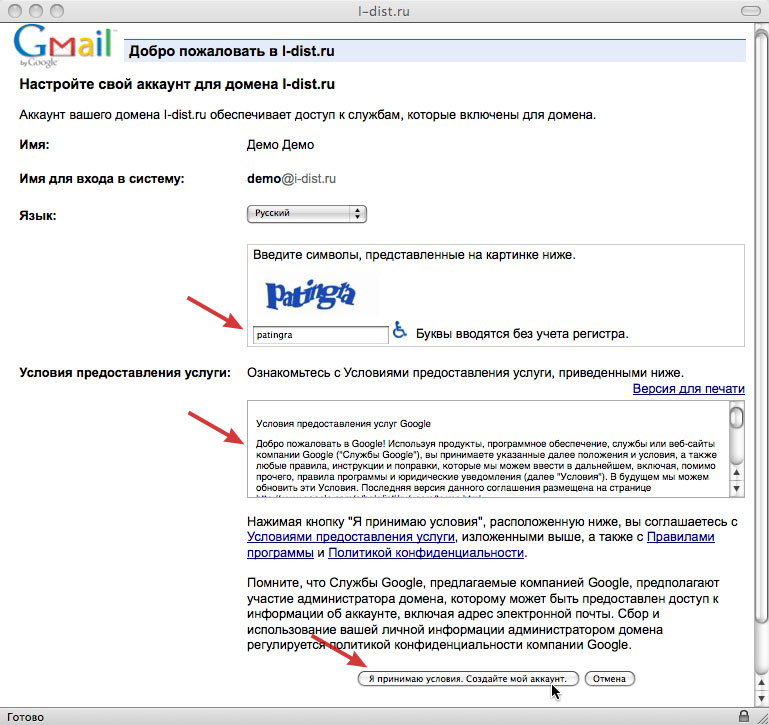 I-dist.ru
Gmail
by Google
Добро пожаловать в I-dist.ru
Настройте свой аккаунт для домена I-dist.ru
Аккаунт вашего домена I-dist.ru обеспечивает доступ к службам, которые включены для домена.
Имя: Демо Демо
Имя для входа в систему: demo@i-dist.ru
Язык: Русский
Введите символы, представленные на картинке ниже.
Patingra
patingra
Буквы вводятся без учета регистра.
Условия предоставления услуги: Ознакомьтесь с Условиями предоставления услуги, приведенными ниже.
Версия для печати
Условия предоставления услуг Google
Добро пожаловать в Google! Используя продукты, программное обеспечение, службы или веб-сайты
компании Google ("Службы Google"), вы принимаете указанные далее положения и условия, а также
любые правила, инструкции и поправки, которые мы можем ввести в дальнейшем, включая, помимо
прочего, правила программы и юридические уведомления (далее "Условия"). В будущем мы можем
обновить эти Условия. Последняя версия данного соглашения размещена на странице
Нажимая кнопку "Я принимаю условия", расположенную ниже, вы соглашаетесь с
Условиями предоставления услуги, изложенными выше, а также с Правилами
программы и Политикой конфиденциальности.
Помните, что Службы Google, предлагаемые компанией Google, предполагают
участие администратора домена, которому может быть предоставлен доступ к
информации об аккаунте, включая адрес электронной почты. Сбор и
использование вашей личной информации администратором домена
регулируется политикой конфиденциальности компании Google.
Я принимаю условия. Создайте мой аккаунт. Отмена
Готово